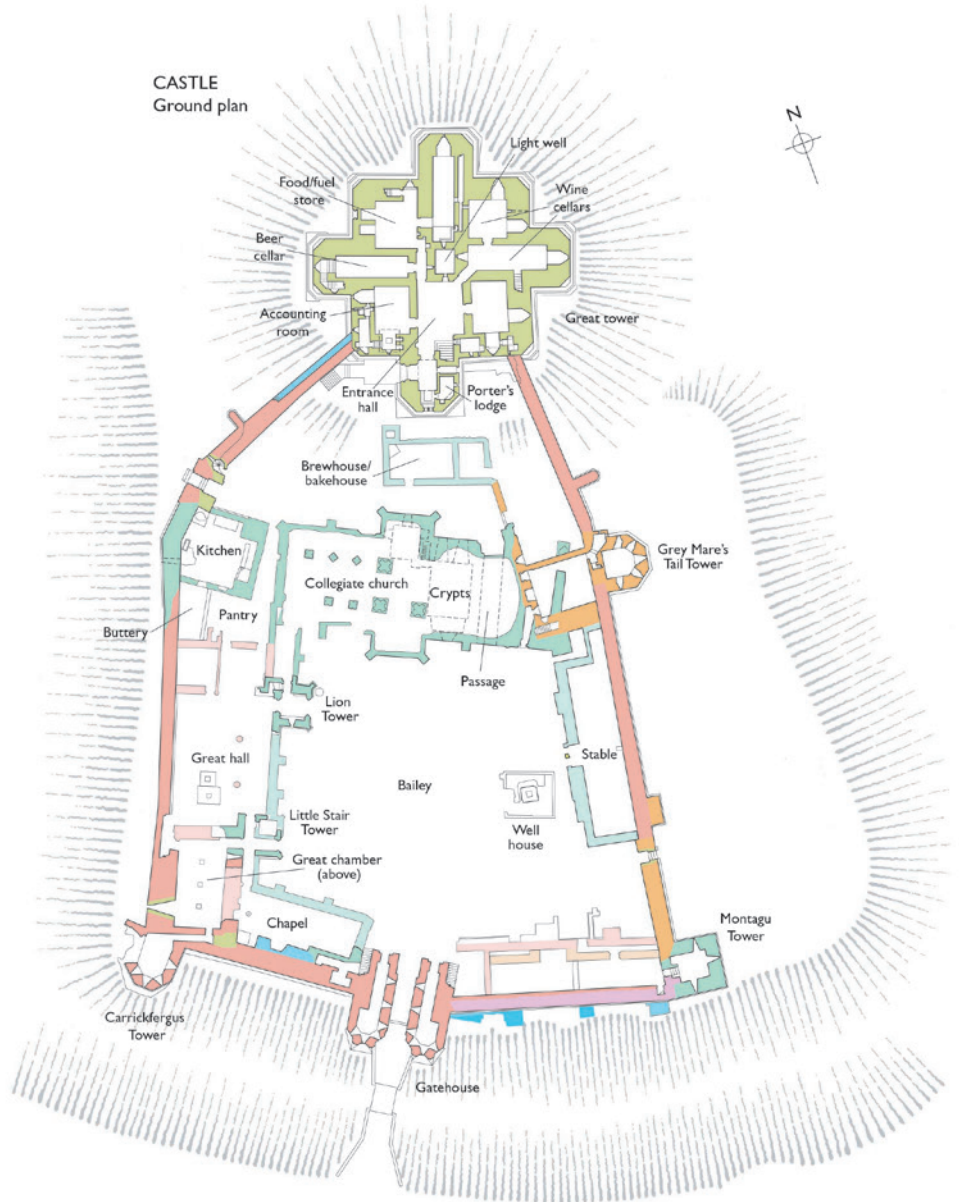 CASTLE
Ground plan
N
Light well
Food/fuel
store
Wine
cellars
Beer
cellar
Accounting
room
Great tower
Entrance
hall
Porter's
lodge
Brewhouse/
bakehouse
Kitchen
Collegiate church
Crypts
Grey Mare's
Tail Tower
Pantry
Buttery
Passage
Lion
Tower
Great hall
Stable
Bailey
Little Stair
Tower
Well
house
Great chamber
(above)
Chapel
Montagu
Tower
Carrickfergus
Tower
Gatehouse